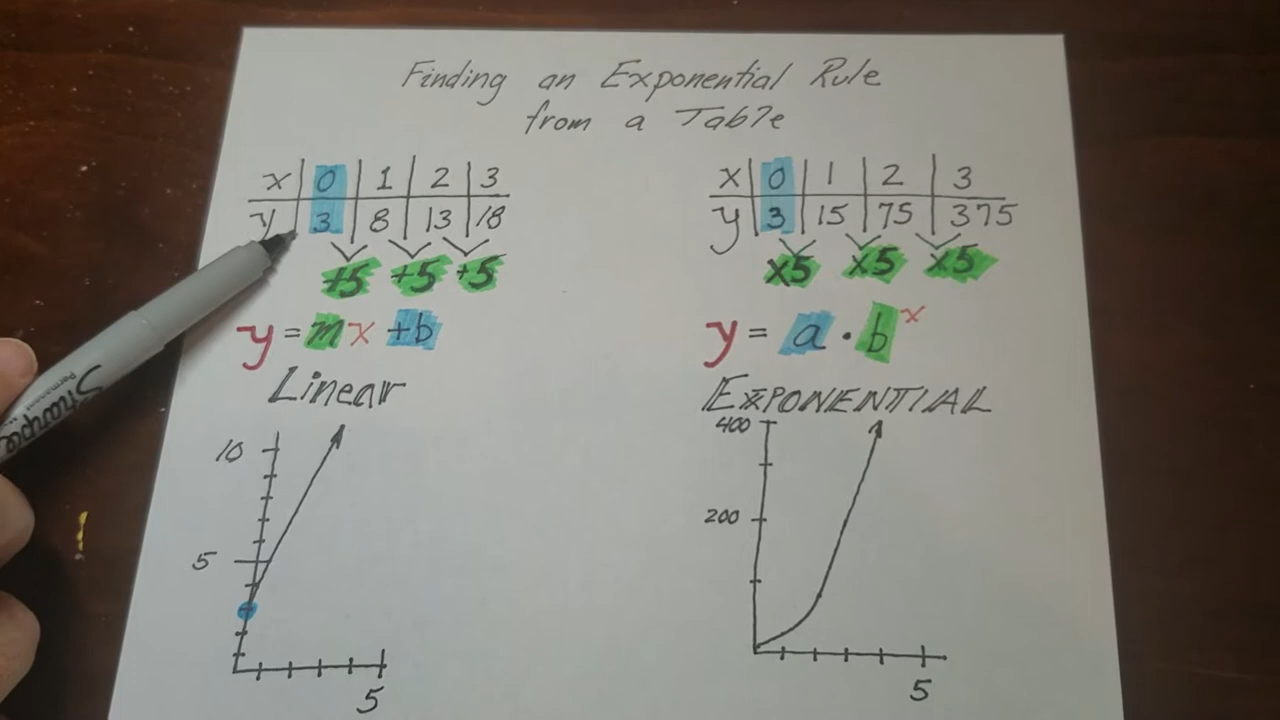 Finding an Exponential Rule
from a Table
x 0 1 2 3
y 3 8 13 18
+5 +5 +5
y = mx + b
Linear
10
5
5
x 0 1 2 3
y 3 15 75 375
x5 x5 x5
y = a · b^x
EXPONENTIAL
400
200
5
Sharpie